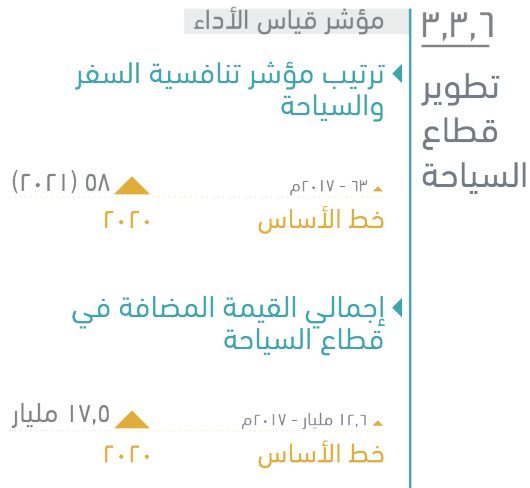 ٣,٣,٦
تطوير
قطاع
السياحة
مؤشر قياس الأداء
ترتيب مؤشر تنافسية السفر
والسياحة
٦٣ - ٢٠١٧م
٥٨ (٢٠٢١)
خط الأساس
٢٠٢٠
إجمالي القيمة المضافة في
قطاع السياحة
١٢,٦ مليار - ٢٠١٧م
١٧,٥ مليار
خط الأساس
٢٠٢٠